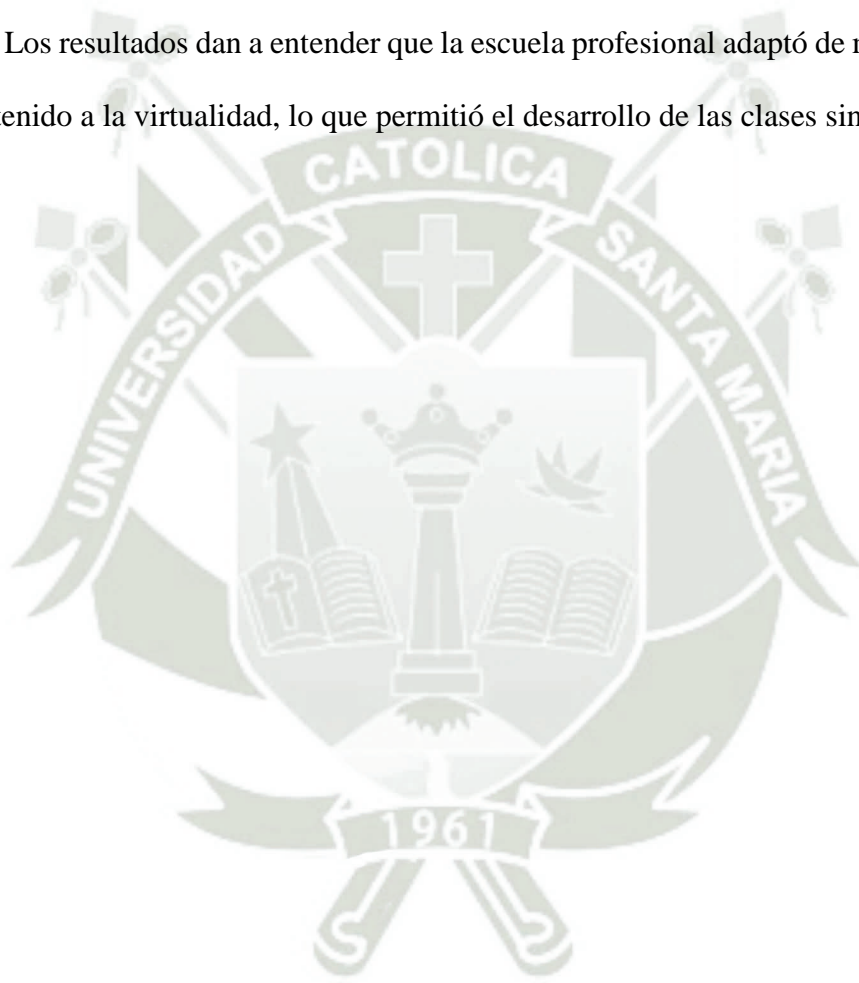 Los resultados dan a entender que la escuela profesional adaptó de
tenido a la virtualidad, lo que permitió el desarrollo de las clases sin
UNIVERSIDAD CATOLICA SANTA MARIA
1961